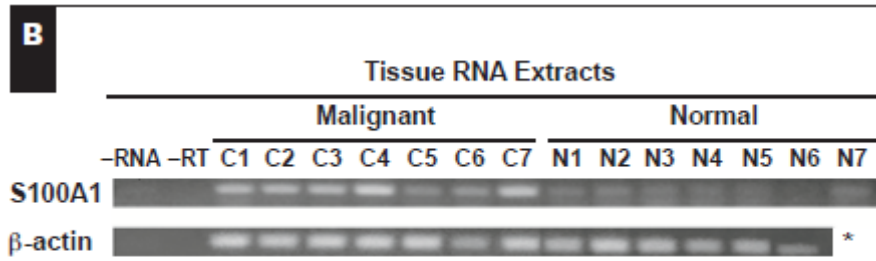 B
Tissue RNA Extracts
Malignant Normal
–RNA –RT C1 C2 C3 C4 C5 C6 C7 N1 N2 N3 N4 N5 N6 N7
S100A1
β-actin *